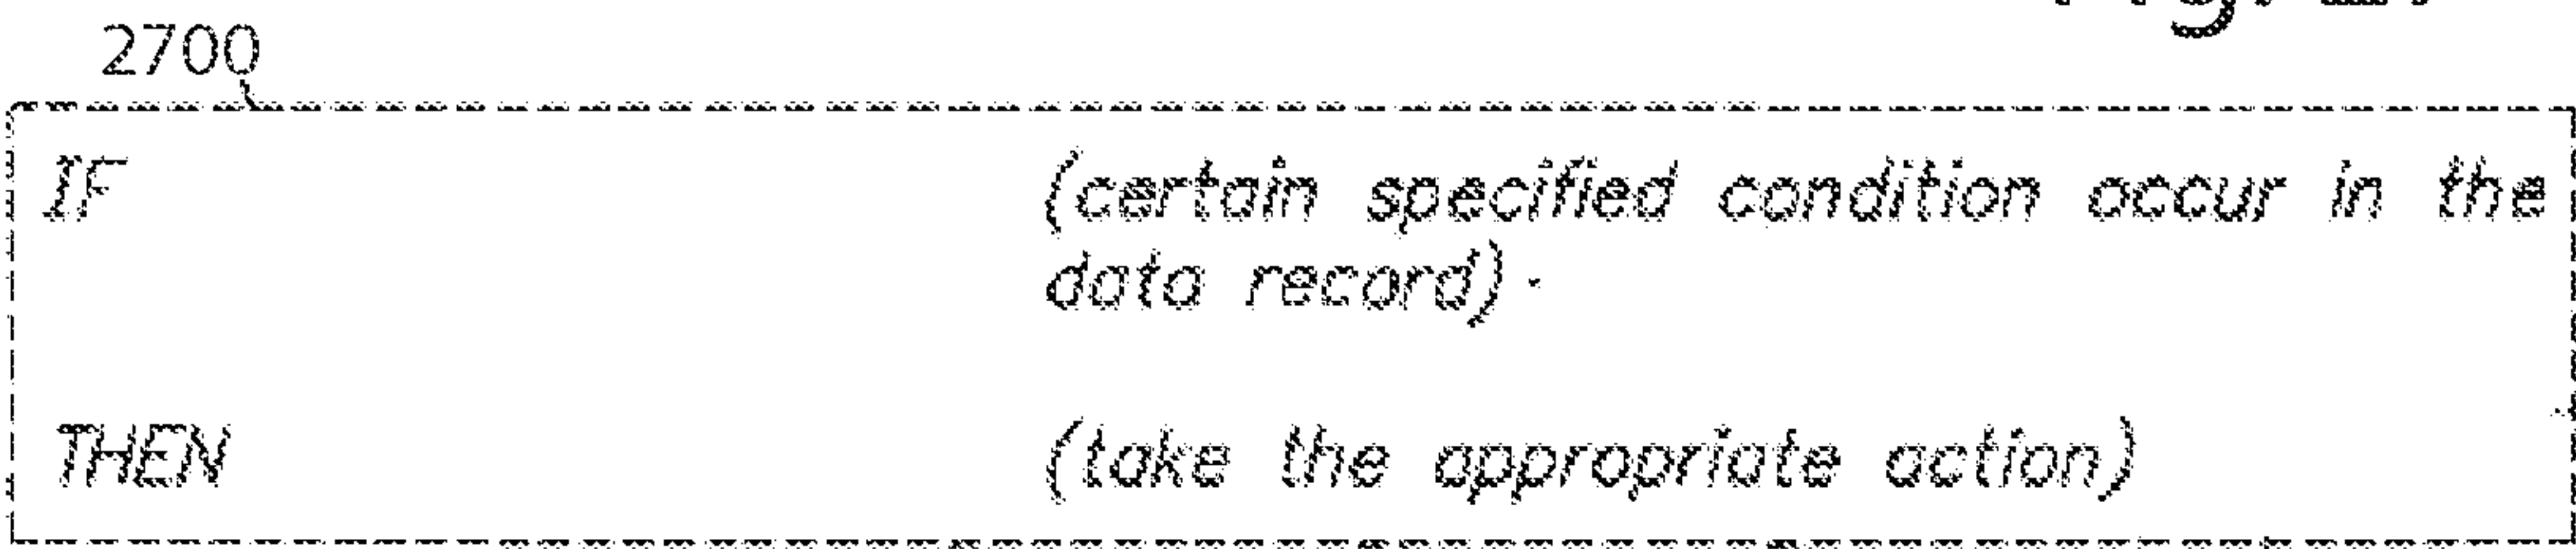 2700
IF (certain specified condition occur in the
data record)
THEN (take the appropriate action)